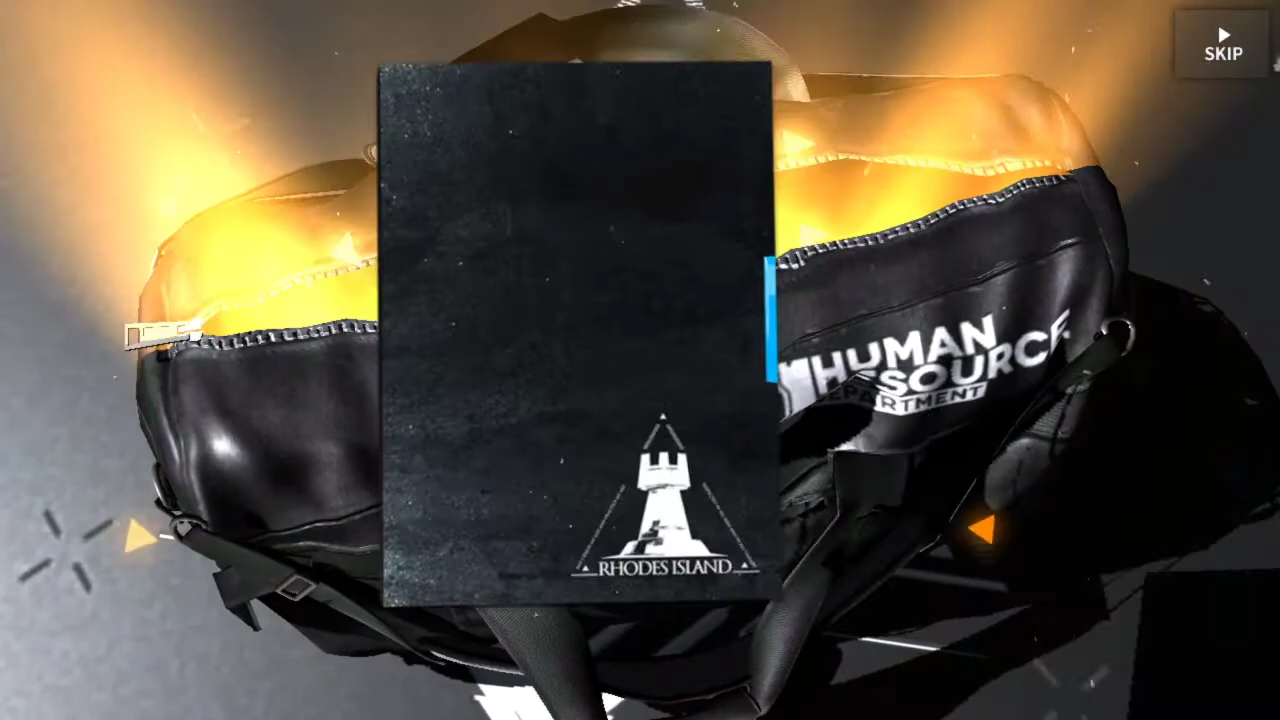 SKIP
HUMAN
RESOURCE
DEPARTMENT
RHODES ISLAND